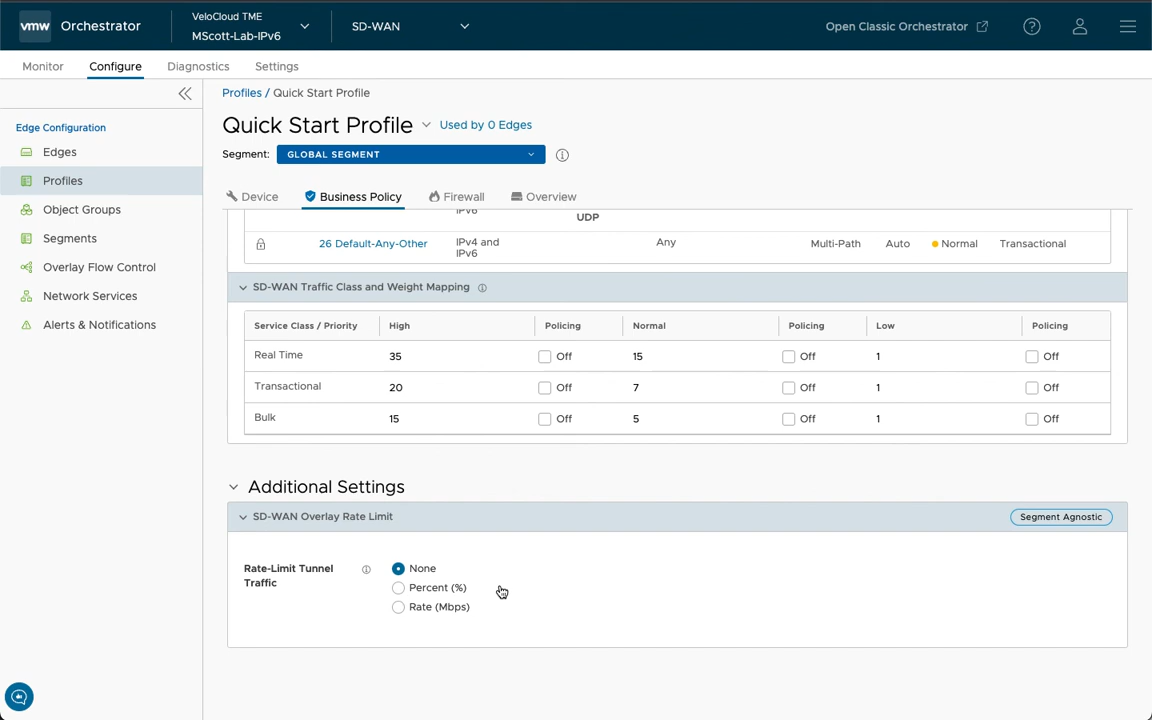 vmw Orchestrator
VeloCloud TME
MScott-Lab-IPv6
SD-WAN
Open Classic Orchestrator
Monitor
Configure
Diagnostics
Settings
Edge Configuration
Edges
Profiles
Object Groups
Segments
Overlay Flow Control
Network Services
Alerts & Notifications
Profiles / Quick Start Profile
Quick Start Profile
Used by 0 Edges
Segment: GLOBAL SEGMENT
Device
Business Policy
Firewall
Overview
IPv6
UDP
26 Default-Any-Other
IPv4 and
IPv6
Any
Multi-Path
Auto
Normal
Transactional
SD-WAN Traffic Class and Weight Mapping
Service Class / Priority High Policing Normal Policing Low Policing
Real Time 35 Off 15 Off 1 Off
Transactional 20 Off 7 Off 1 Off
Bulk 15 Off 5 Off 1 Off
Additional Settings
SD-WAN Overlay Rate Limit
Segment Agnostic
Rate-Limit Tunnel
Traffic
None
Percent (%)
Rate (Mbps)